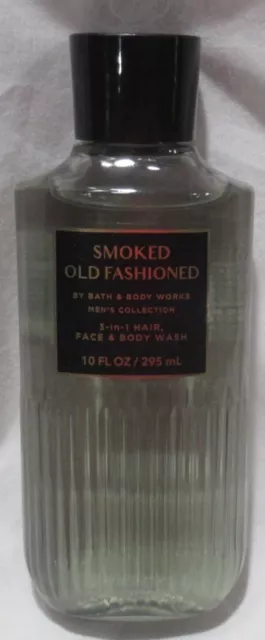 SMOKED
OLD FASHIONED
BY BATH & BODY WORKS
MEN'S COLLECTION
3-in-1 HAIR,
FACE & BODY WASH
10 FL OZ / 295 mL